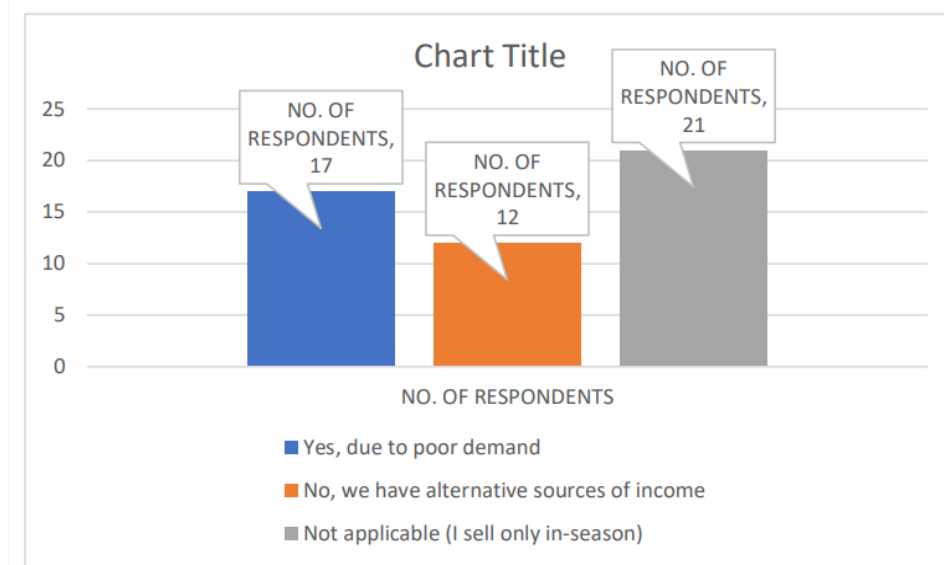 Chart Title
NO. OF
RESPONDENTS,
17
NO. OF
RESPONDENTS,
12
NO. OF
RESPONDENTS,
21
25
20
15
10
5
0
NO. OF RESPONDENTS
Yes, due to poor demand
No, we have alternative sources of income
Not applicable (I sell only in-season)